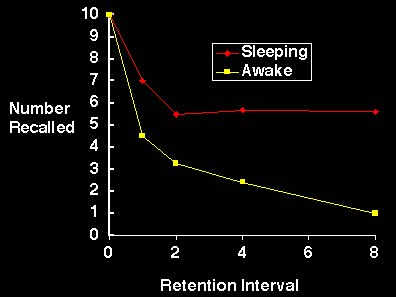 10
9
8
7
6
5
4
3
2
1
0
Number
Recalled
Sleeping
Awake
0 2 4 6 8
Retention Interval